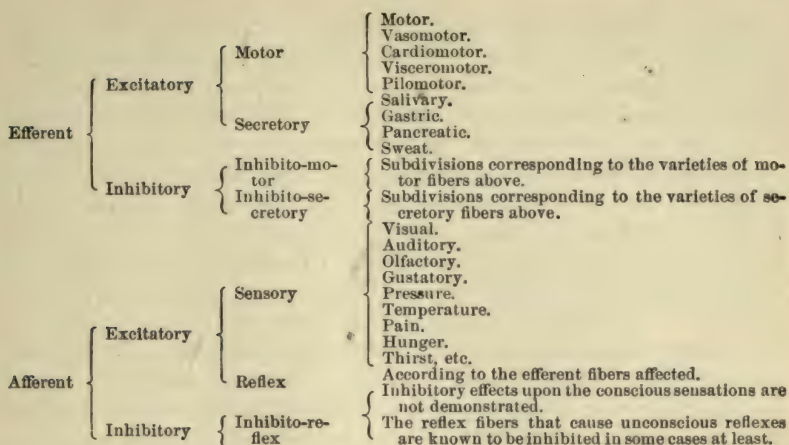 Efferent
Excitatory
Motor
Motor.
Vasomotor.
Cardiomotor.
Visceromotor.
Pilomotor.
Secretory
Salivary.
Gastric.
Pancreatic.
Sweat.
Inhibitory
Inhibito-mo-
tor
Subdivisions corresponding to the varieties of mo-
tor fibers above.
Inhibito-se-
cretory
Subdivisions corresponding to the varieties of se-
cretory fibers above.
Afferent
Excitatory
Sensory
Visual.
Auditory.
Olfactory.
Gustatory.
Pressure.
Temperature.
Pain.
Hunger.
Thirst, etc.
Reflex
According to the efferent fibers affected.
Inhibitory
Inhibito-re-
flex
Inhibitory effects upon the conscious sensations are
not demonstrated.
The reflex fibers that cause unconscious reflexes
are known to be inhibited in some cases at least.